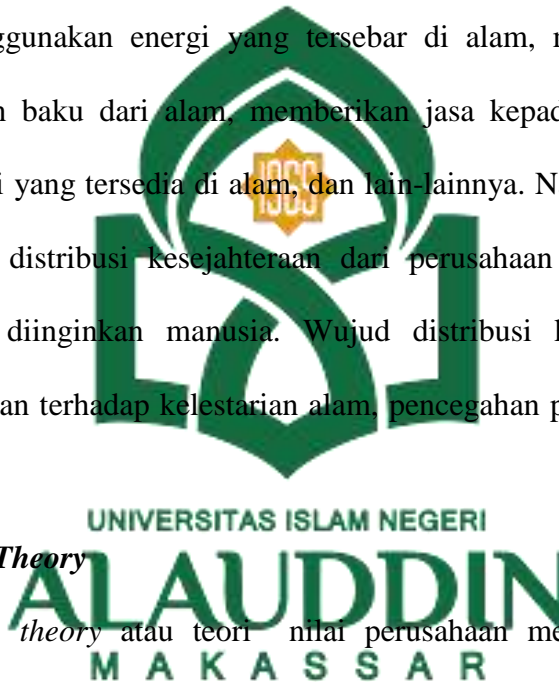 ggunakan energi yang tersebar di alam,
baku dari alam, memberikan jasa
i yang tersedia di alam, dan lain-lainnya.
1965
distribusi kesejahteraan dari perusahaan
diinginkan manusia. Wujud distribusi
an terhadap kelestarian alam, pencegahan
UNIVERSITAS ISLAM NEGERI
Theory
ALAUDDIN
theory atau teori nilai perusahaan
MAKASSAR